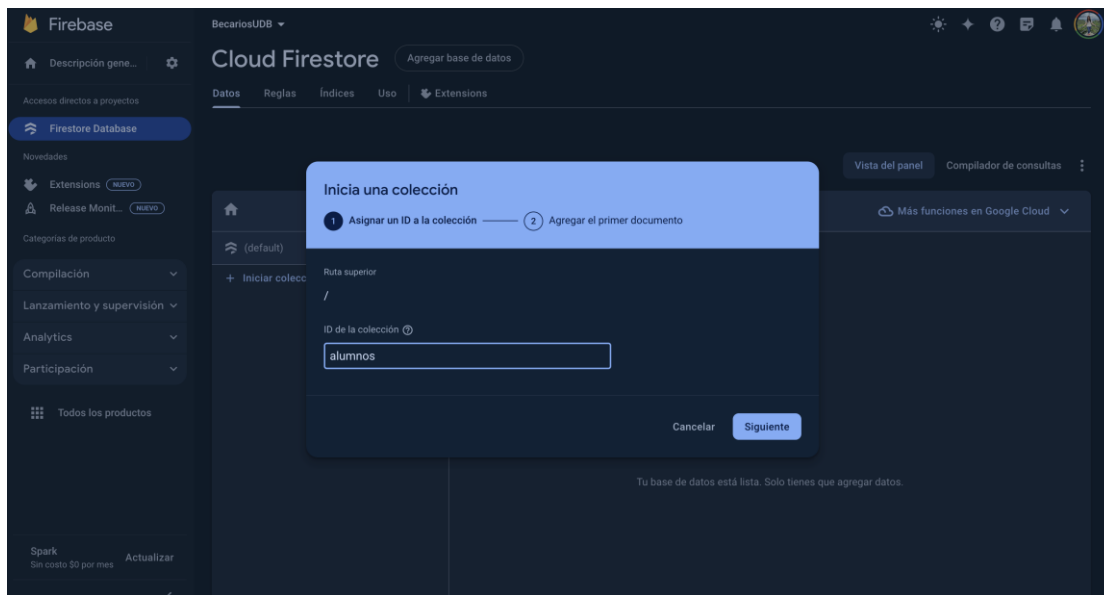 Firebase
BecariosUDB
Descripción gene...
Cloud Firestore
Agregar base de datos
Accesos directos a proyectos
Datos Reglas Índices Uso Extensions
Firestore Database
Novedades
Extensions NUEVO
Release Monit... NUEVO
Categorías de producto
Compilación
Lanzamiento y supervisión
Analytics
Participación
Todos los productos
Spark
Sin costo $0 por mes
Actualizar
Vista del panel Compilador de consultas
Más funciones en Google Cloud
(default)
+ Iniciar colecc
Inicia una colección
1 Asignar un ID a la colección 2 Agregar el primer documento
Ruta superior
/
ID de la colección
alumnos
Cancelar Siguiente
Tu base de datos está lista. Solo tienes que agregar datos.